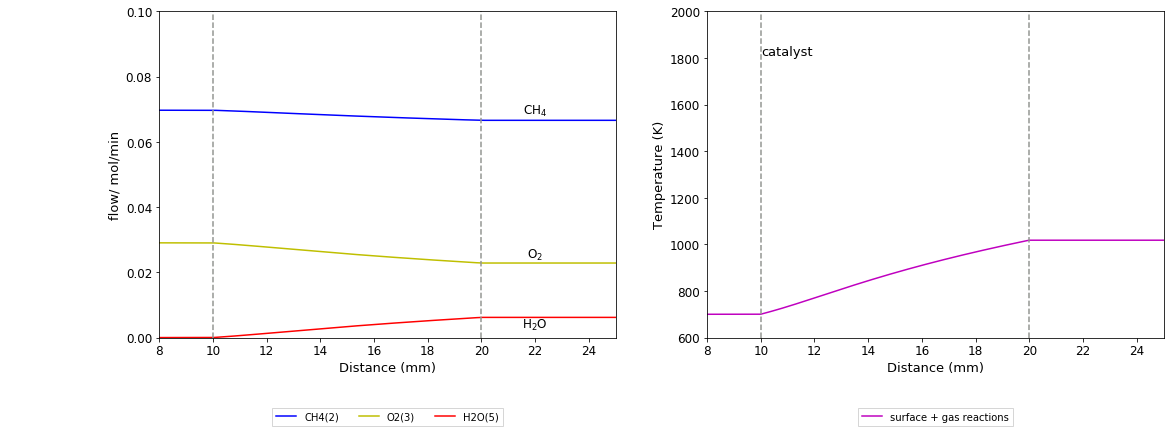 0.10
0.08
0.06
0.04
0.02
0.00
flow/ mol/min
CH₄
O₂
H₂O
8 10 12 14 16 18 20 22 24
Distance (mm)
CH4(2) O2(3) H2O(5)
2000
1800
1600
1400
1200
1000
800
600
Temperature (K)
catalyst
8 10 12 14 16 18 20 22 24
Distance (mm)
surface + gas reactions